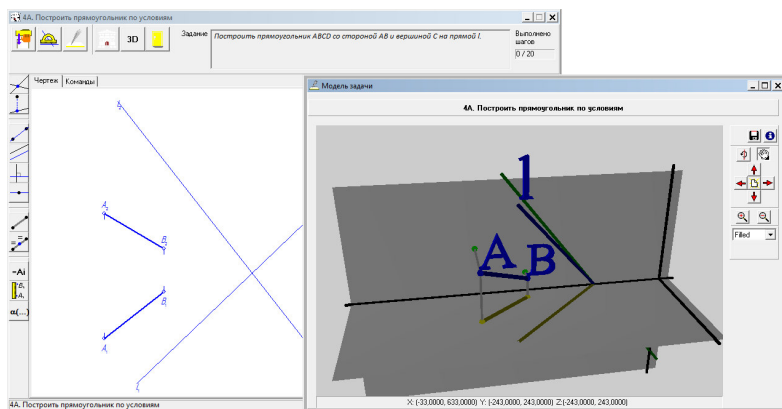 4А. Построить прямоугольник по условиям
3D
Задание
Построить прямоугольник ABCD со стороной AB и вершиной C на прямой l.
Выполнено
шагов
0 / 20
Чертеж
Команды
Модель задачи
4А. Построить прямоугольник по условиям
l
A
B
A₁
Filled
-Ai
α(...)
X: (-33,0000, 633,0000) Y: (-243,0000, 243,0000) Z:(-243,0000, 243,0000)
4А. Построить прямоугольник по условиям